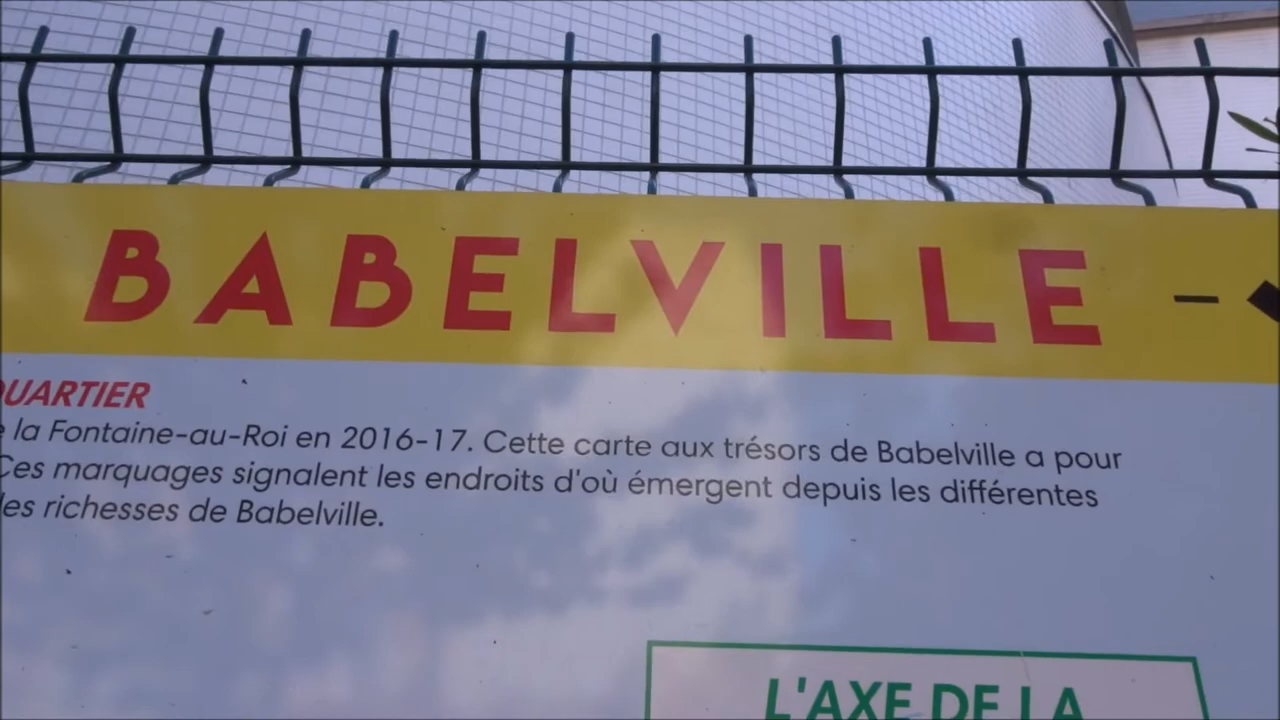 BABELVILLE –
QUARTIER
la Fontaine-au-Roi en 2016-17. Cette carte aux trésors de Babelville a pour
Ces marquages signalent les endroits d'où émergent depuis les différentes
les richesses de Babelville.
L'AXE DE LA